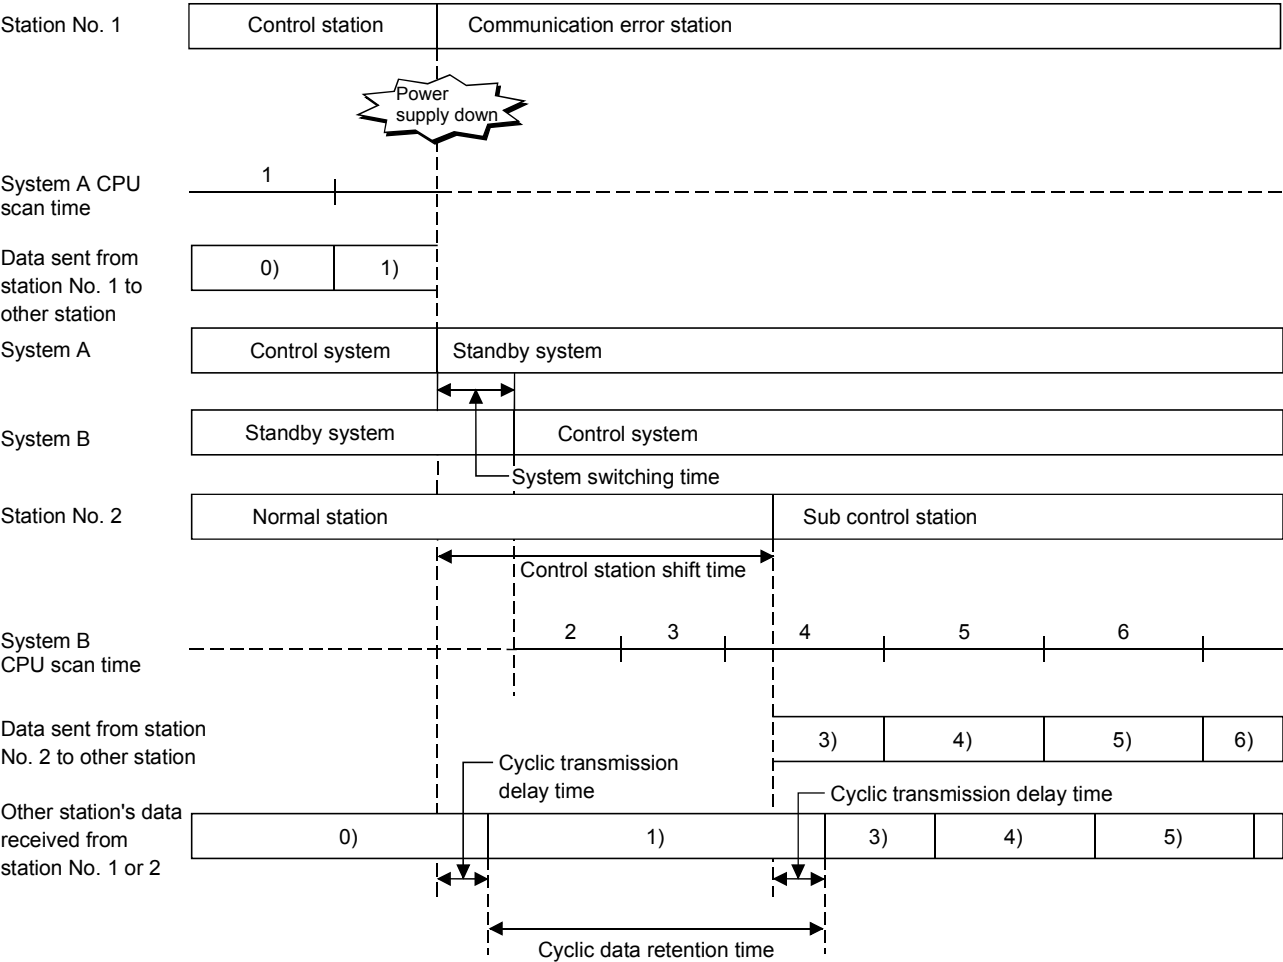 Station No. 1
Control station
Communication error station
Power
supply down
System A CPU
scan time
1
Data sent from
station No. 1 to
other station
0)
1)
System A
Control system
Standby system
System B
Standby system
Control system
System switching time
Station No. 2
Normal station
Sub control station
Control station shift time
System B
CPU scan time
2
3
4
5
6
Data sent from station
No. 2 to other station
3)
4)
5)
6)
Cyclic transmission
delay time
Cyclic transmission delay time
Other station's data
received from
station No. 1 or 2
0)
1)
3)
4)
5)
Cyclic data retention time